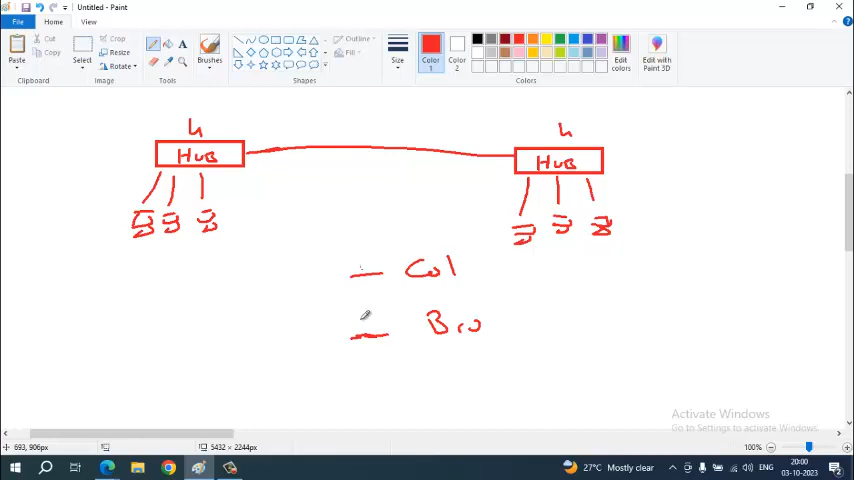 Untitled - Paint
File Home View
Cut
Copy
Paste
Clipboard
Crop
Resize
Rotate
Select
Image
Tools
Brushes
Outline
Fill
Shapes
Size
Color 1
Color 2
Edit colors
Edit with Paint 3D
Colors
h h
HUB HUB
- Col
- Bro
Activate Windows
Go to Settings to activate Windows.
693, 906px 5432 × 2244px 100%
27°C Mostly clear ENG 20:00
03-10-2023
2